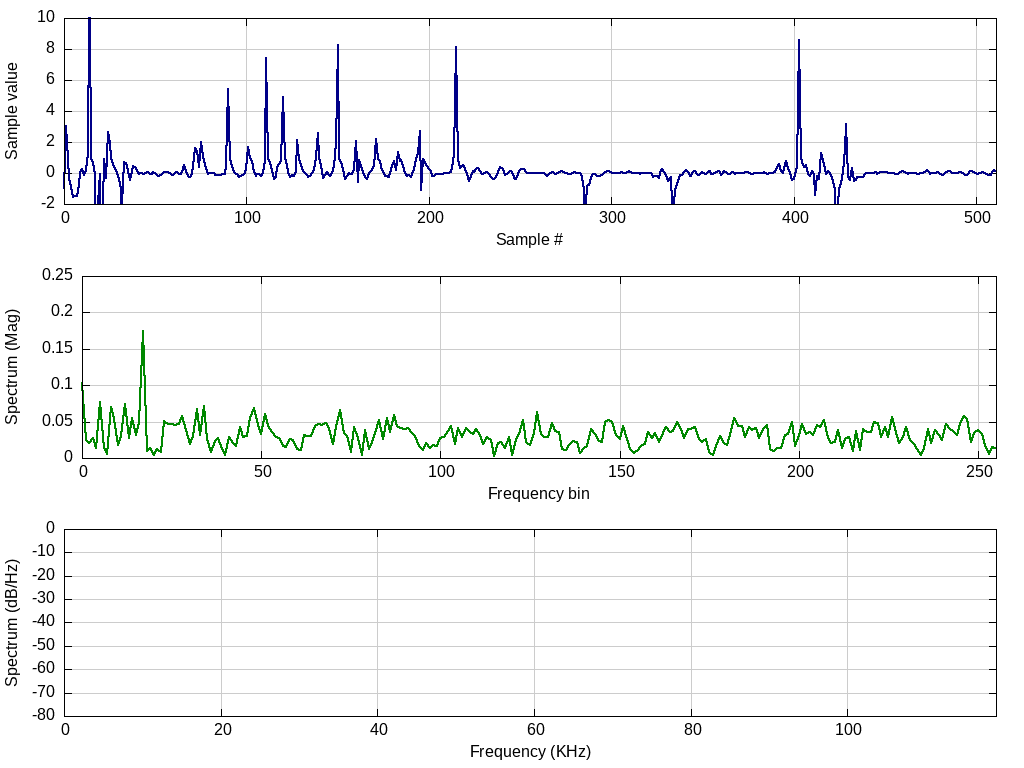 10
8
6
4
2
0
-2
Sample value
0 100 200 300 400 500
Sample #
0.25
0.2
0.15
0.1
0.05
0
Spectrum (Mag)
0 50 100 150 200 250
Frequency bin
0
-10
-20
-30
-40
-50
-60
-70
-80
Spectrum (dB/Hz)
0 20 40 60 80 100
Frequency (KHz)